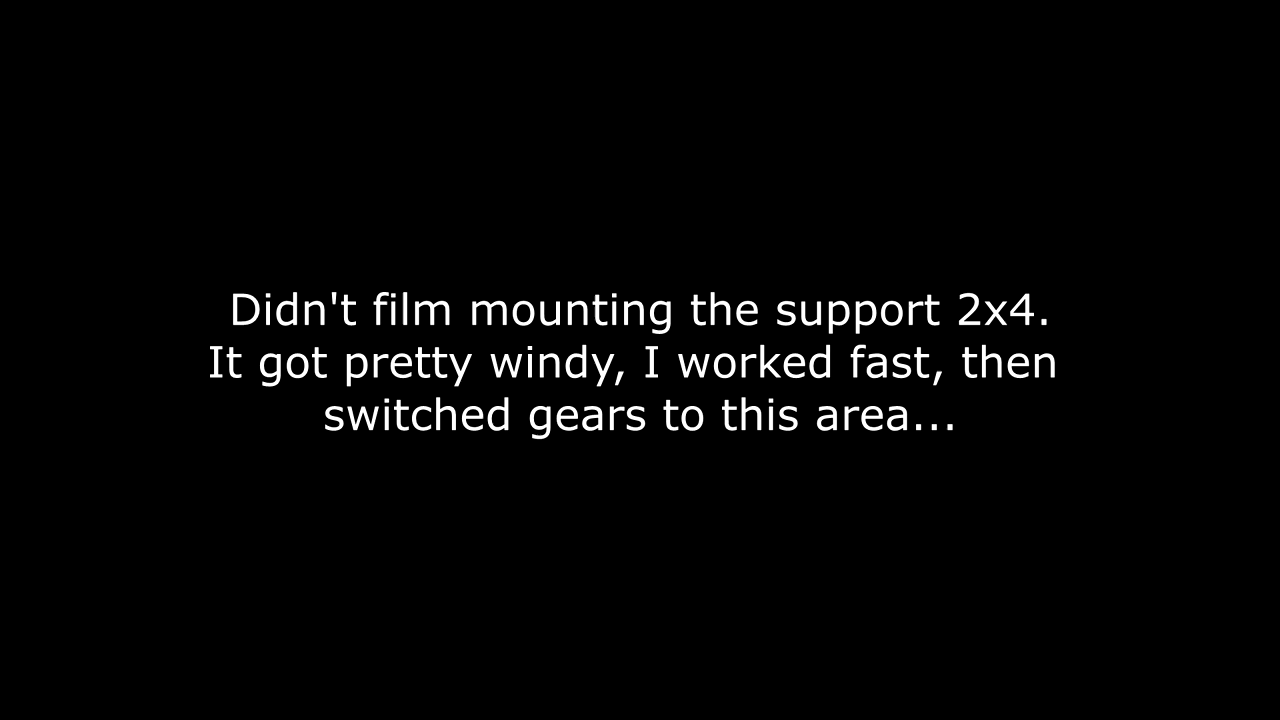 Didn't film mounting the support 2x4.
It got pretty windy, I worked fast, then
switched gears to this area...